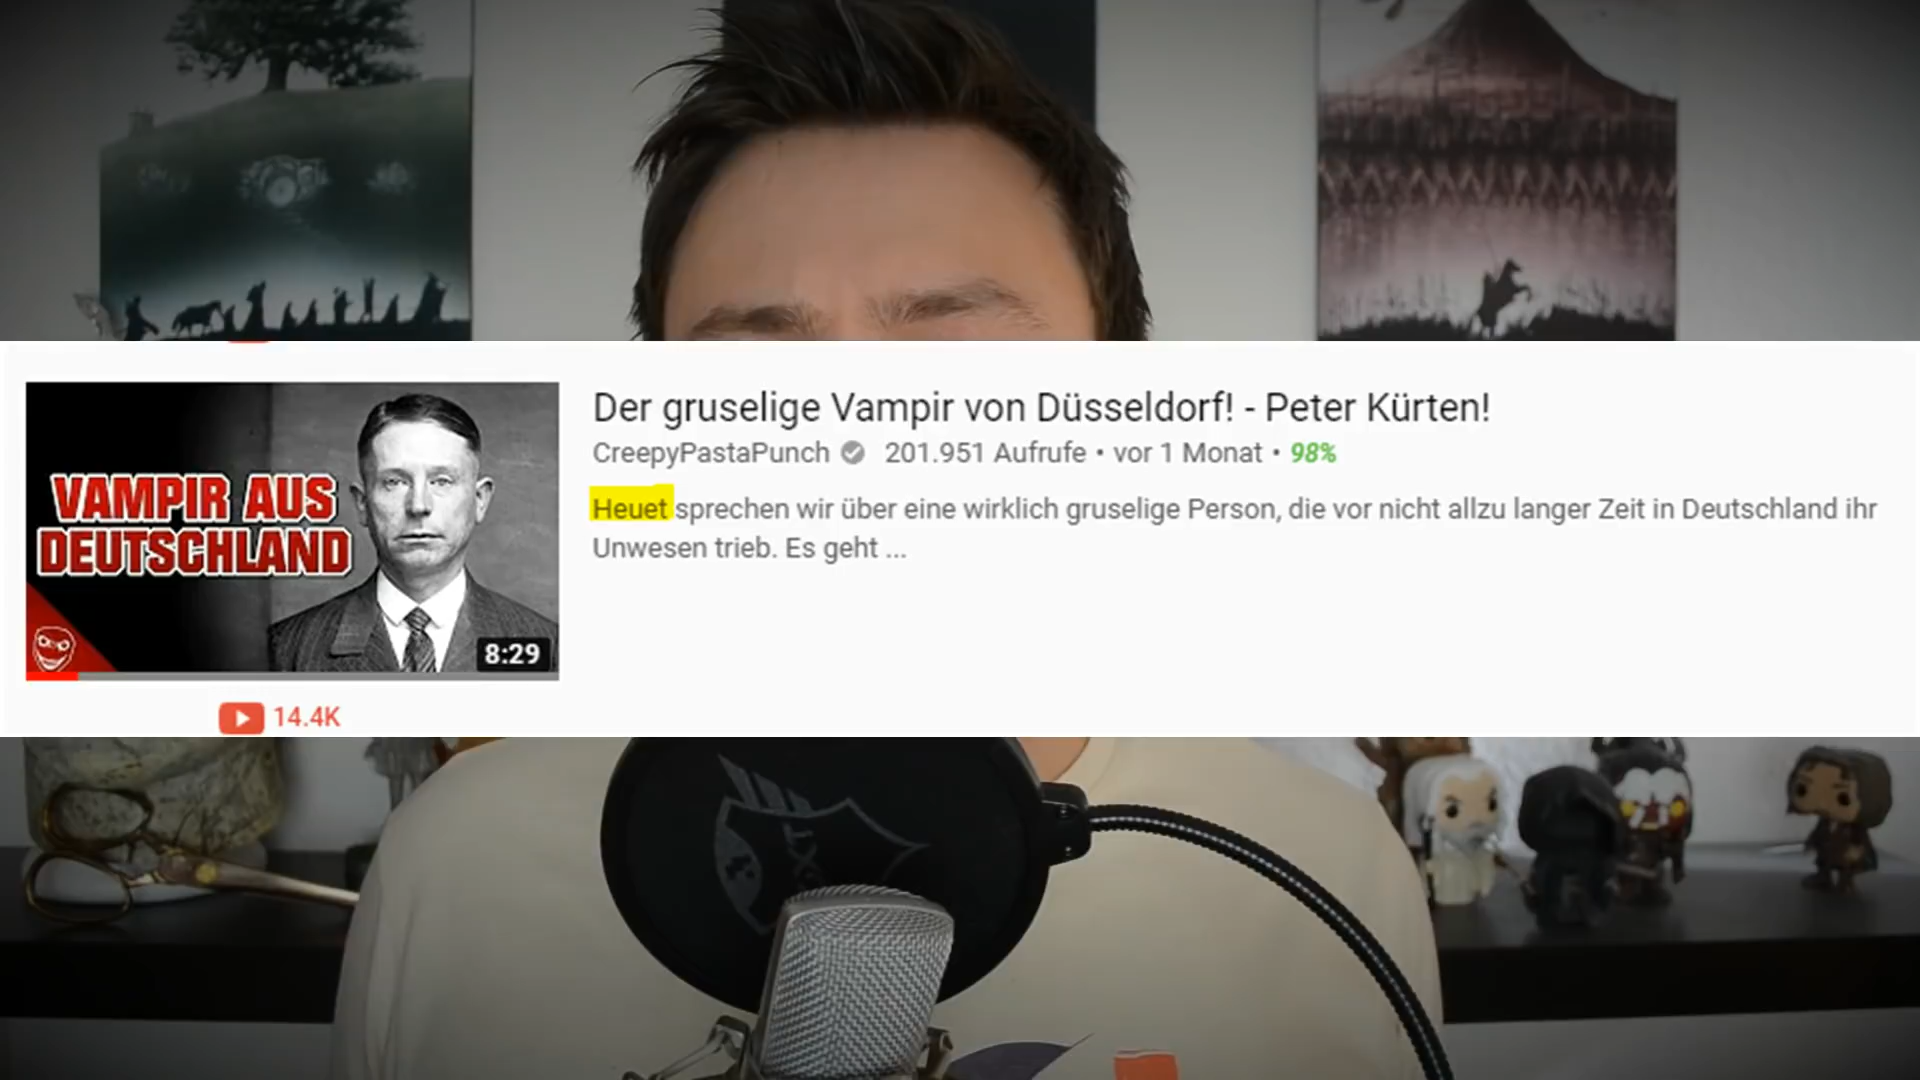 VAMPIR AUS
DEUTSCHLAND
8:29
14.4K
Der gruselige Vampir von Düsseldorf! - Peter Kürten!
CreepyPastaPunch 201.951 Aufrufe • vor 1 Monat • 98%
Heuet sprechen wir über eine wirklich gruselige Person, die vor nicht allzu langer Zeit in Deutschland ihr
Unwesen trieb. Es geht ...